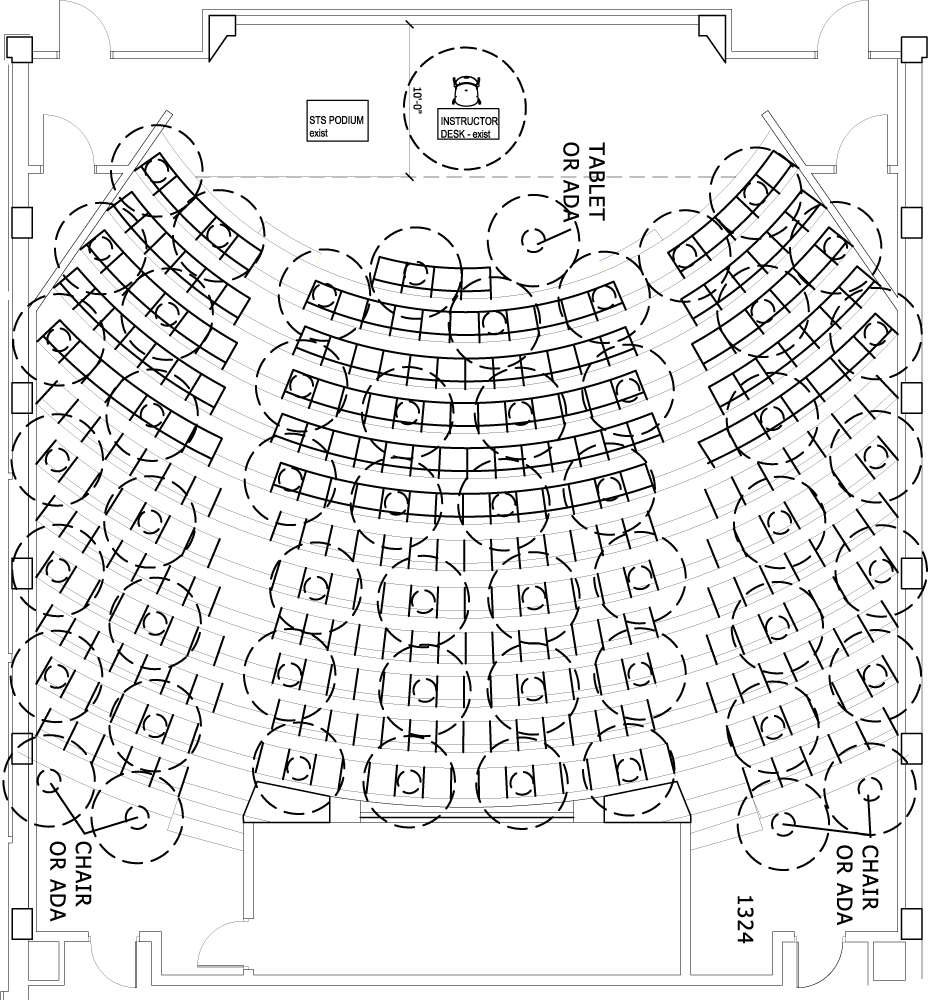 STS PODIUM
exist
10'-0"
INSTRUCTOR
DESK - exist
TABLET
OR ADA
CHAIR
OR ADA
CHAIR
OR ADA
1324